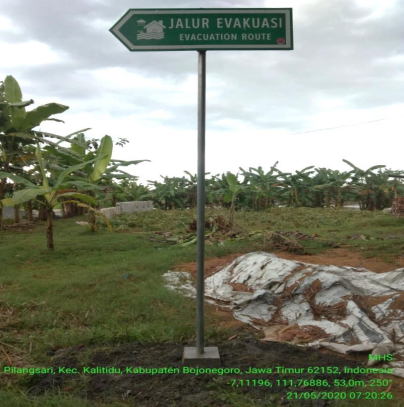 JALUR EVAKUASI
EVACUATION ROUTE
MHS
Pilangsari, Kec. Kalitidu, Kabupaten Bojonegoro, Jawa Timur 62152, Indonesia
-7,11196, 111,76886, 53,0m, 250°
21/05/2020 07:20:26